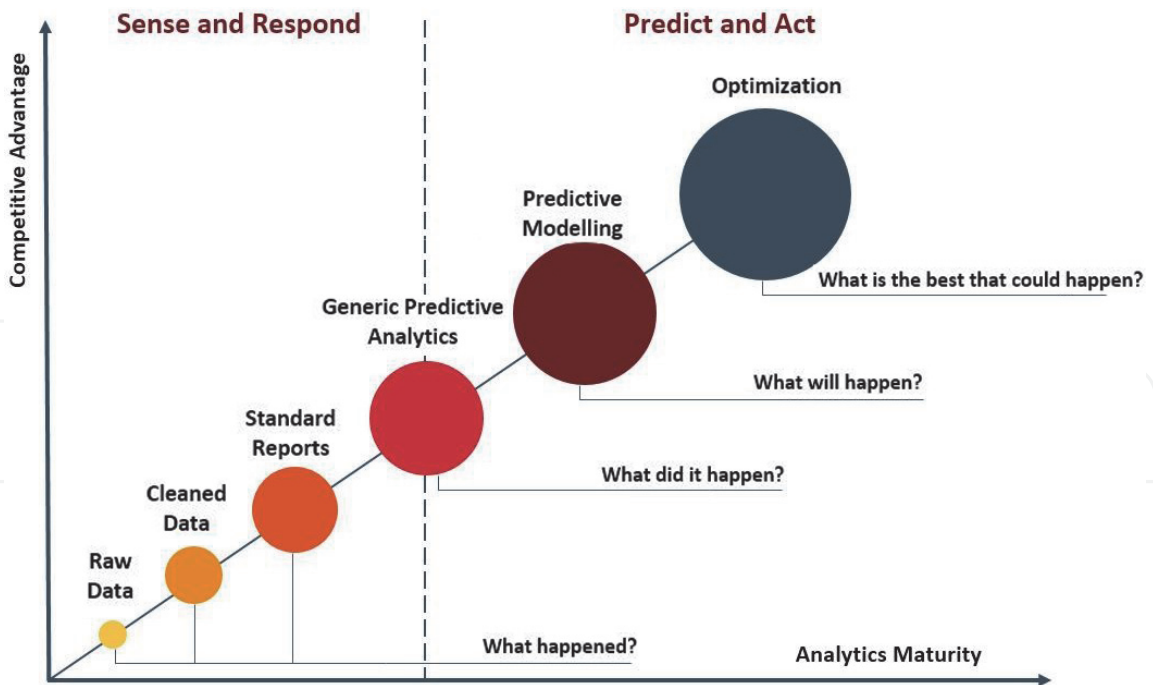 Sense and Respond
Predict and Act
Competitive Advantage
Optimization
Predictive
Modelling
What is the best that could happen?
Generic Predictive
Analytics
What will happen?
Standard
Reports
What did it happen?
Cleaned
Data
Raw
Data
What happened?
Analytics Maturity